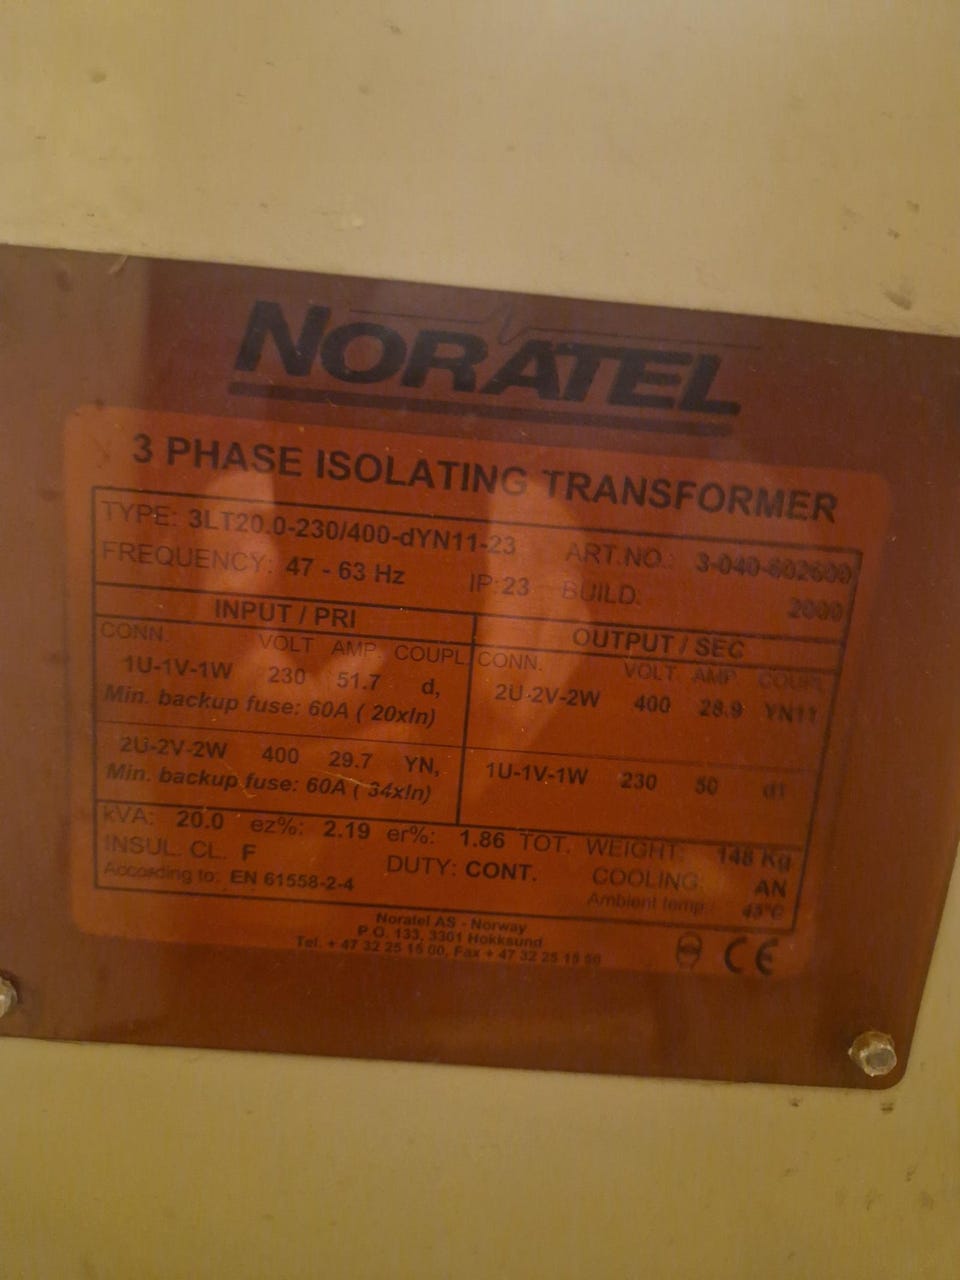 NORATEL
3 PHASE ISOLATING TRANSFORMER
TYPE: 3LT20.0-230/400-dYN11-23 ART.NO.: 3-040-602600
FREQUENCY: 47 - 63 Hz IP:23 BUILD. 2000
INPUT / PRI OUTPUT / SEC
CONN. VOLT AMP. COUPL. CONN. VOLT AMP. COUPL.
1U-1V-1W 230 51.7 d, 2U-2V-2W 400 28.9 YN11
Min. backup fuse: 60A ( 20xIn)
2U-2V-2W 400 29.7 YN, 1U-1V-1W 230 50 d1
Min. backup fuse: 60A ( 34xIn)
kVA: 20.0 ez%: 2.19 er%: 1.86 TOT. WEIGHT: 148 Kg
INSUL. CL. F DUTY: CONT. COOLING: AN
According to: EN 61558-2-4 Ambient temp.: 45°C
Noratel AS - Norway
P O. 133, 3301 Hokksund
Tel. + 47 32 25 15 00, Fax + 47 32 25 15 50
CE